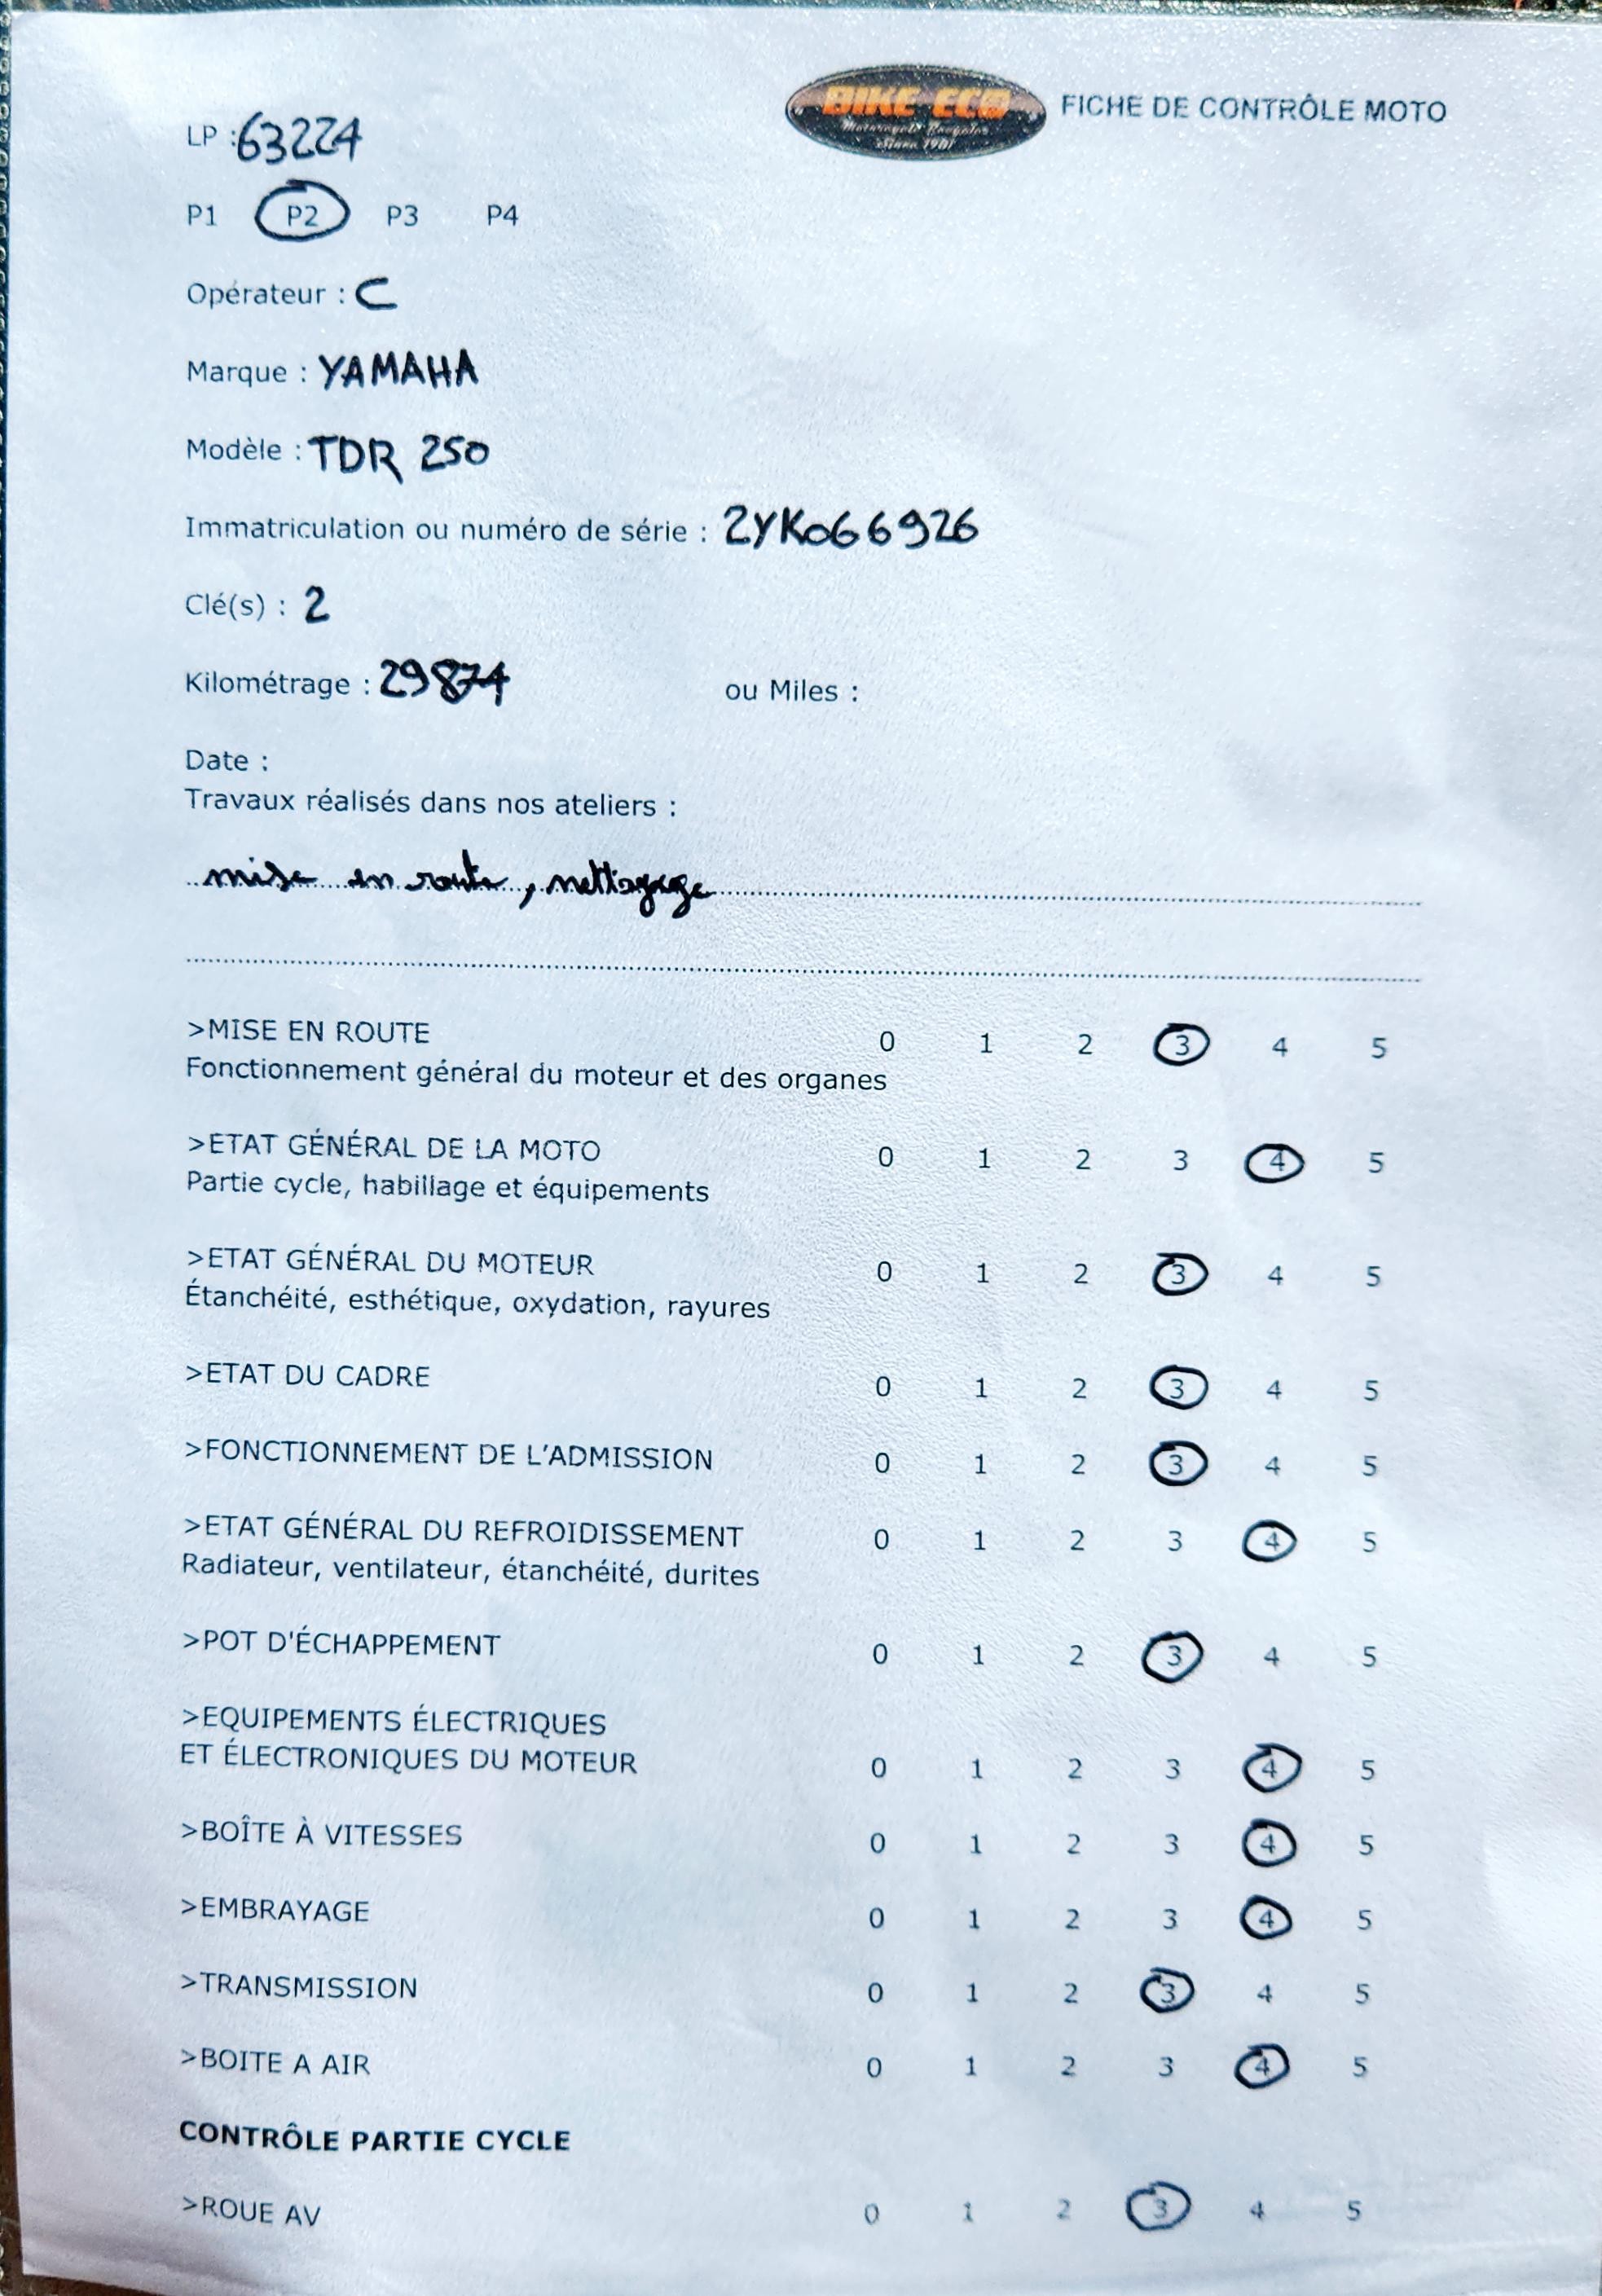 BIKE ECO
Motorcycle Recycler
Since 1981
FICHE DE CONTRÔLE MOTO
LP : 63224
P1 P2 P3 P4
Opérateur : C
Marque : YAMAHA
Modèle : TDR 250
Immatriculation ou numéro de série : 2YK066926
Clé(s) : 2
Kilométrage : 29874 ou Miles :
Date :
Travaux réalisés dans nos ateliers :
mise en route, nettoyage
>MISE EN ROUTE 0 1 2 3 4 5
Fonctionnement général du moteur et des organes
>ETAT GÉNÉRAL DE LA MOTO 0 1 2 3 4 5
Partie cycle, habillage et équipements
>ETAT GÉNÉRAL DU MOTEUR 0 1 2 3 4 5
Étanchéité, esthétique, oxydation, rayures
>ETAT DU CADRE 0 1 2 3 4 5
>FONCTIONNEMENT DE L'ADMISSION 0 1 2 3 4 5
>ETAT GÉNÉRAL DU REFROIDISSEMENT 0 1 2 3 4 5
Radiateur, ventilateur, étanchéité, durites
>POT D'ÉCHAPPEMENT 0 1 2 3 4 5
>EQUIPEMENTS ÉLECTRIQUES
ET ÉLECTRONIQUES DU MOTEUR 0 1 2 3 4 5
>BOÎTE À VITESSES 0 1 2 3 4 5
>EMBRAYAGE 0 1 2 3 4 5
>TRANSMISSION 0 1 2 3 4 5
>BOITE A AIR 0 1 2 3 4 5
CONTRÔLE PARTIE CYCLE
>ROUE AV 0 1 2 3 4 5